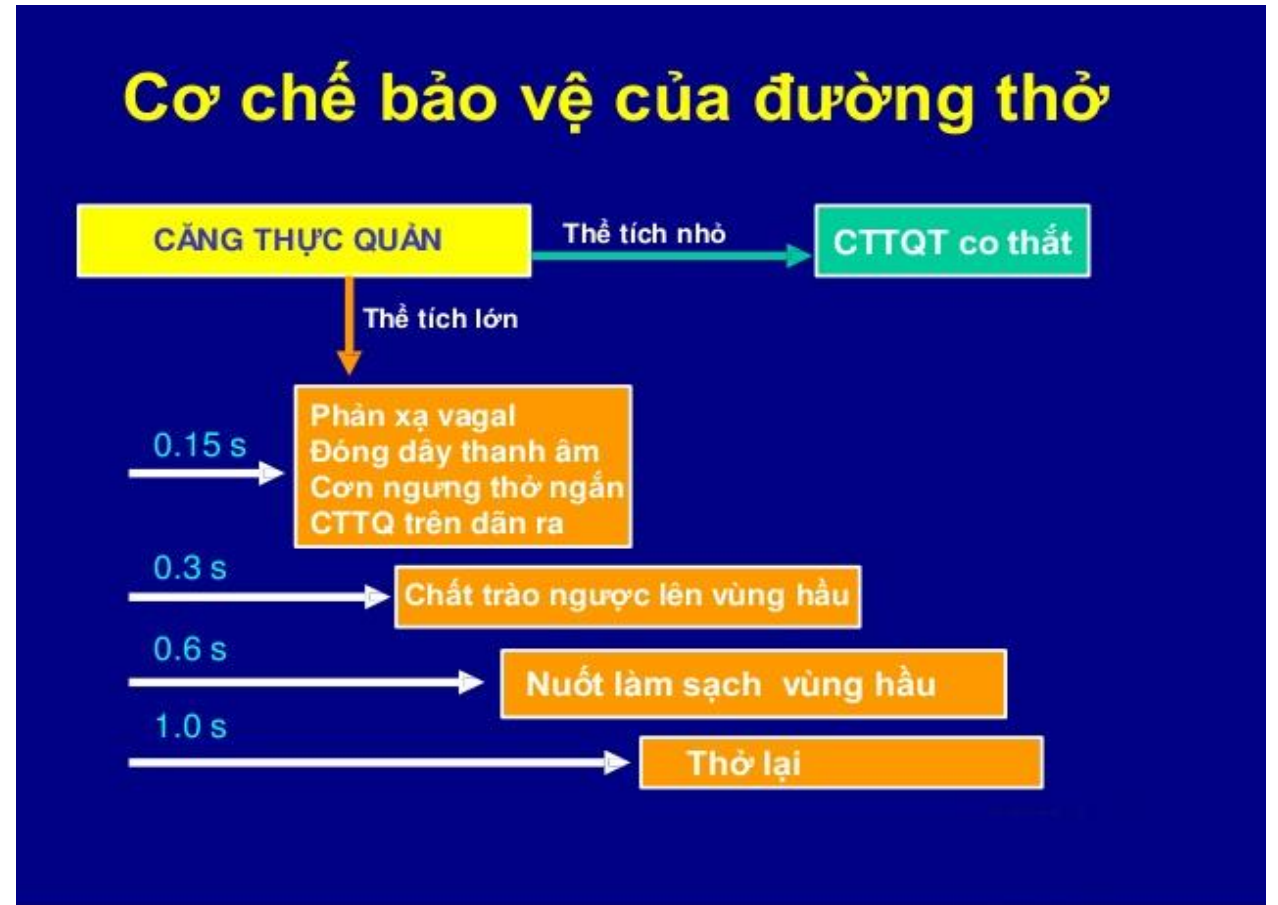 Cơ chế bảo vệ của đường thở
CĂNG THỰC QUẢN
Thể tích nhỏ
CTTQT co thắt
Thể tích lớn
0.15 s
Phản xạ vagal
Đóng dây thanh âm
Cơn ngưng thở ngắn
CTTQ trên dãn ra
0.3 s
Chất trào ngược lên vùng hầu
0.6 s
Nuốt làm sạch vùng hầu
1.0 s
Thở lại